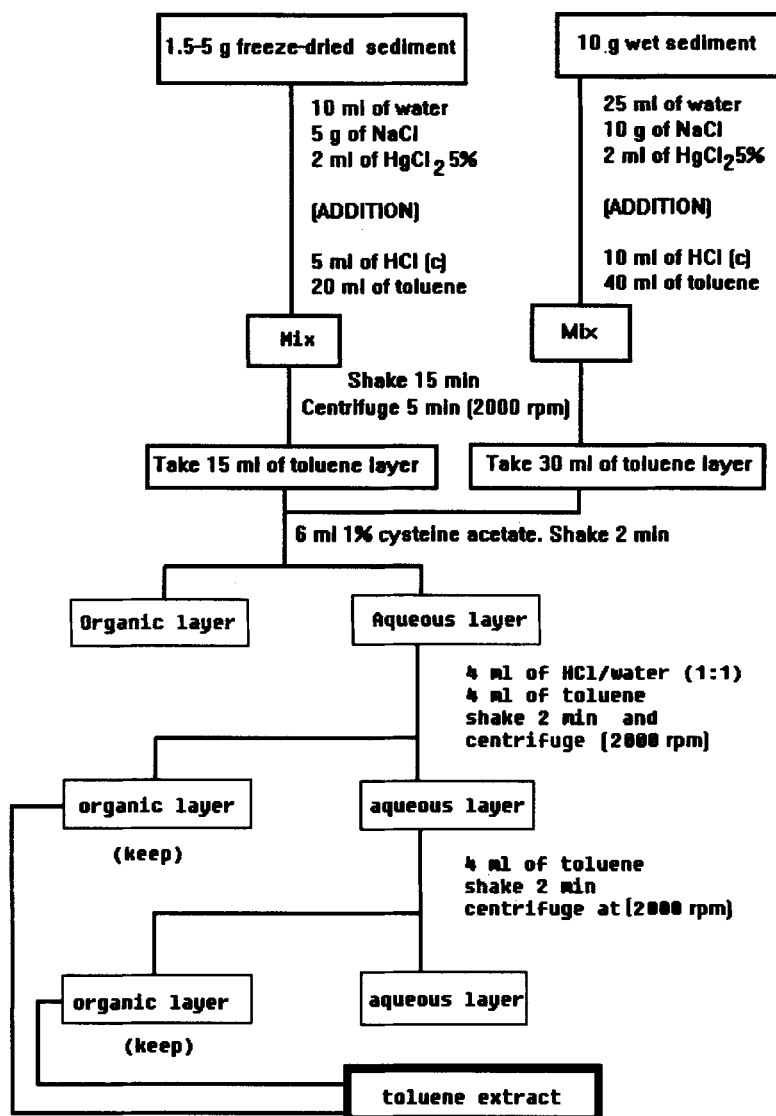 1.5-5 g freeze-dried sediment
10 g wet sediment
10 ml of water
5 g of NaCl
2 ml of HgCl2 5%
(ADDITION)
5 ml of HCl (c)
20 ml of toluene
25 ml of water
10 g of NaCl
2 ml of HgCl2 5%
(ADDITION)
10 ml of HCl (c)
40 ml of toluene
Mix
Mix
Shake 15 min
Centrifuge 5 min (2000 rpm)
Take 15 ml of toluene layer
Take 30 ml of toluene layer
6 ml 1% cysteine acetate. Shake 2 min
Organic layer
Aqueous layer
4 ml of HCl/water (1:1)
4 ml of toluene
shake 2 min and
centrifuge (2000 rpm)
organic layer
aqueous layer
(keep)
4 ml of toluene
shake 2 min
centrifuge at (2000 rpm)
organic layer
aqueous layer
(keep)
toluene extract